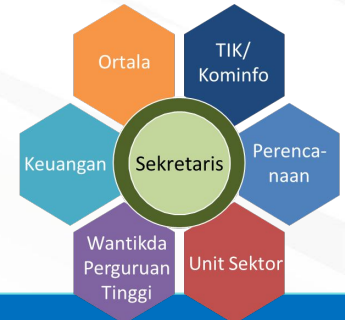 Ortala
TIK/
Kominfo
Keuangan
Sekretaris
Perenca-
naan
Wantikda
Perguruan
Tinggi
Unit Sektor